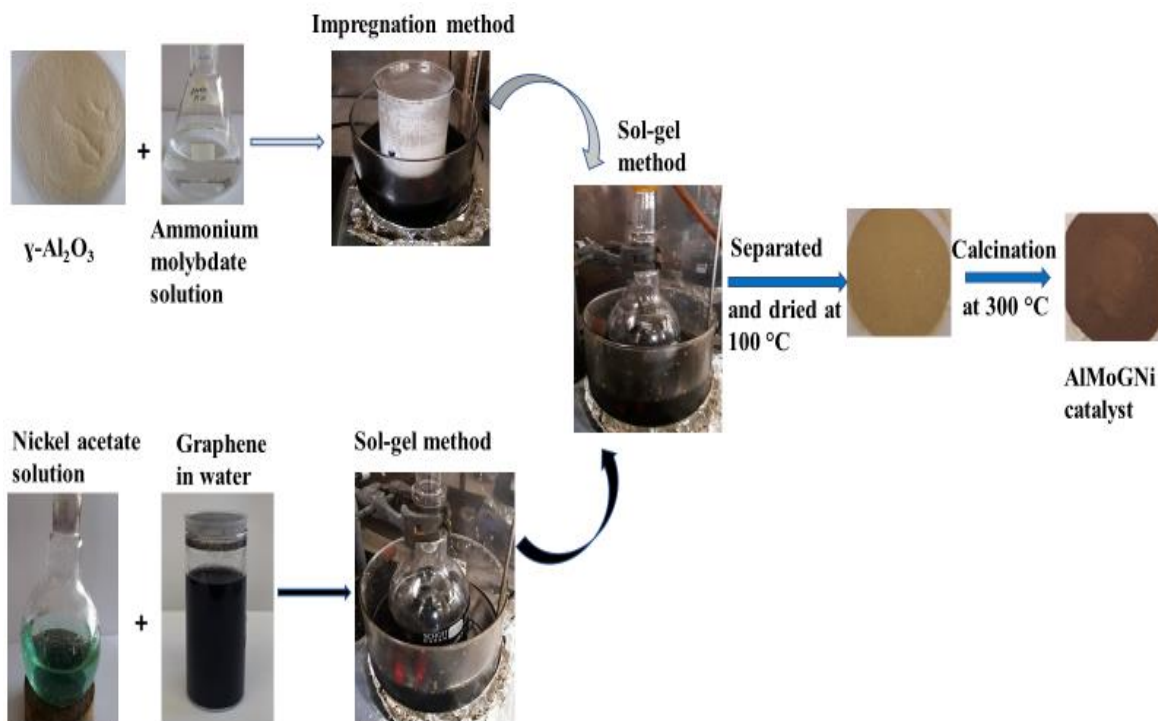 Impregnation method
+
γ-Al₂O₃
Ammonium
molybdate
solution
Sol-gel
method
Separated
and dried at
100 °C
Calcination
at 300 °C
AlMoGNi
catalyst
Nickel acetate
solution
+
Graphene
in water
Sol-gel method